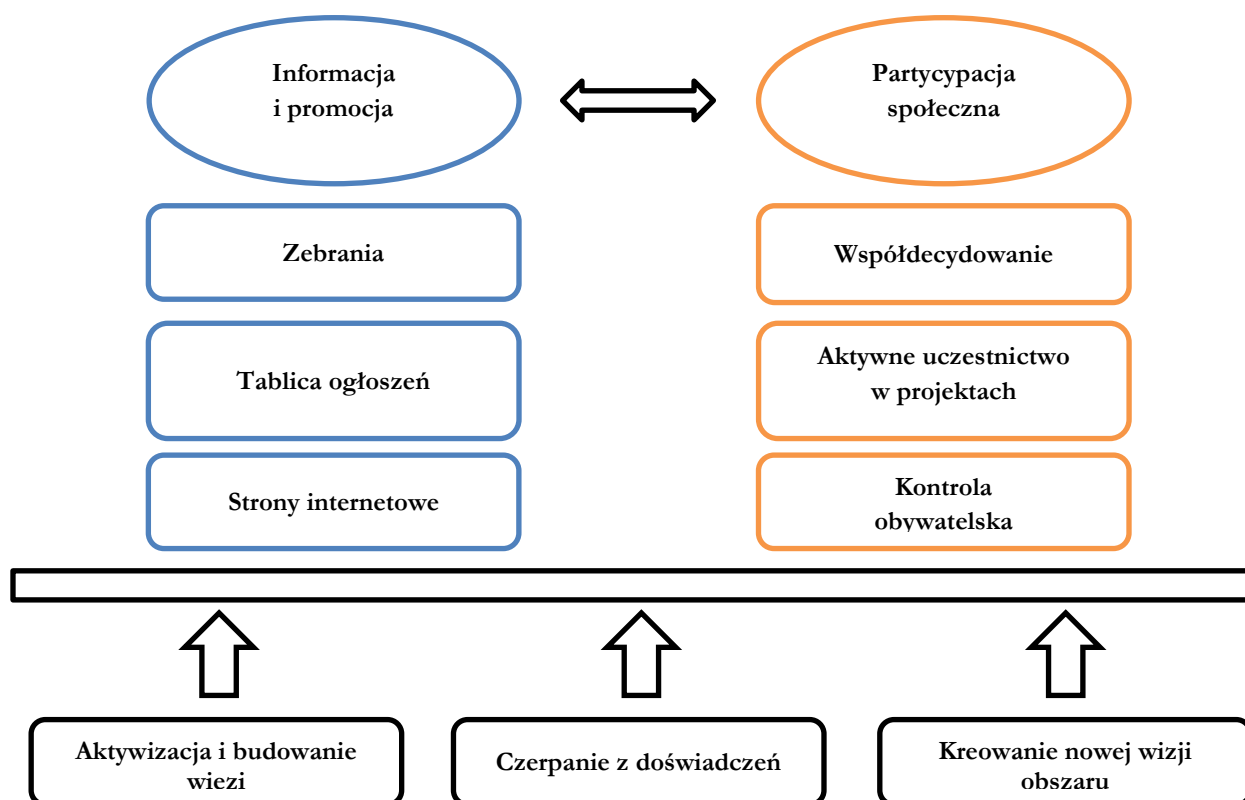 Informacja
i promocja
Partycypacja
społeczna
Zebrania
Współdecydowanie
Tablica ogłoszeń
Aktywne uczestnictwo
w projektach
Strony internetowe
Kontrola
obywatelska
Aktywizacja i budowanie
wiezi
Czerpanie z doświadczeń
Kreowanie nowej wizji
obszaru